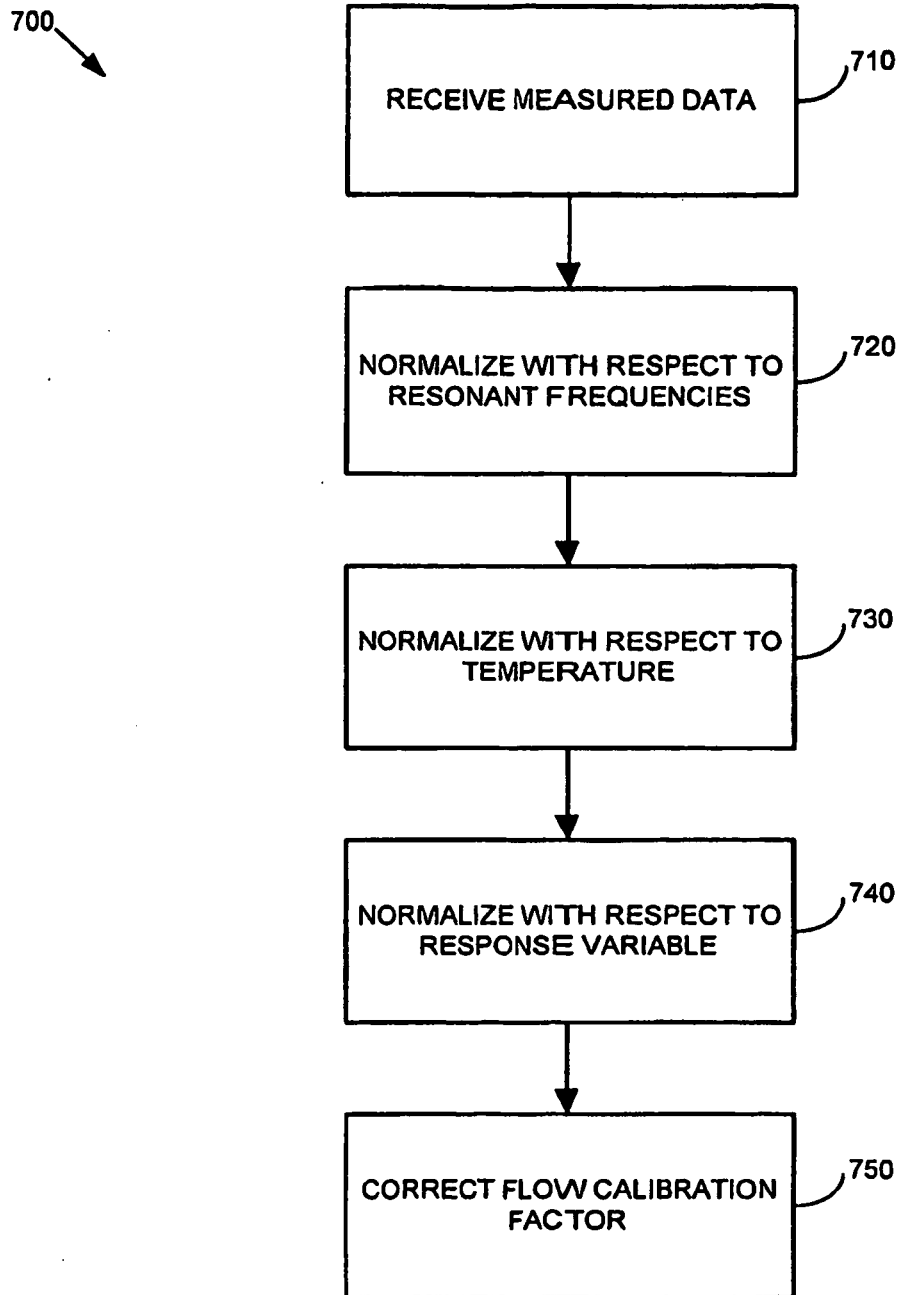 700
RECEIVE MEASURED DATA
710
NORMALIZE WITH RESPECT TO
RESONANT FREQUENCIES
720
NORMALIZE WITH RESPECT TO
TEMPERATURE
730
NORMALIZE WITH RESPECT TO
RESPONSE VARIABLE
740
CORRECT FLOW CALIBRATION
FACTOR
750